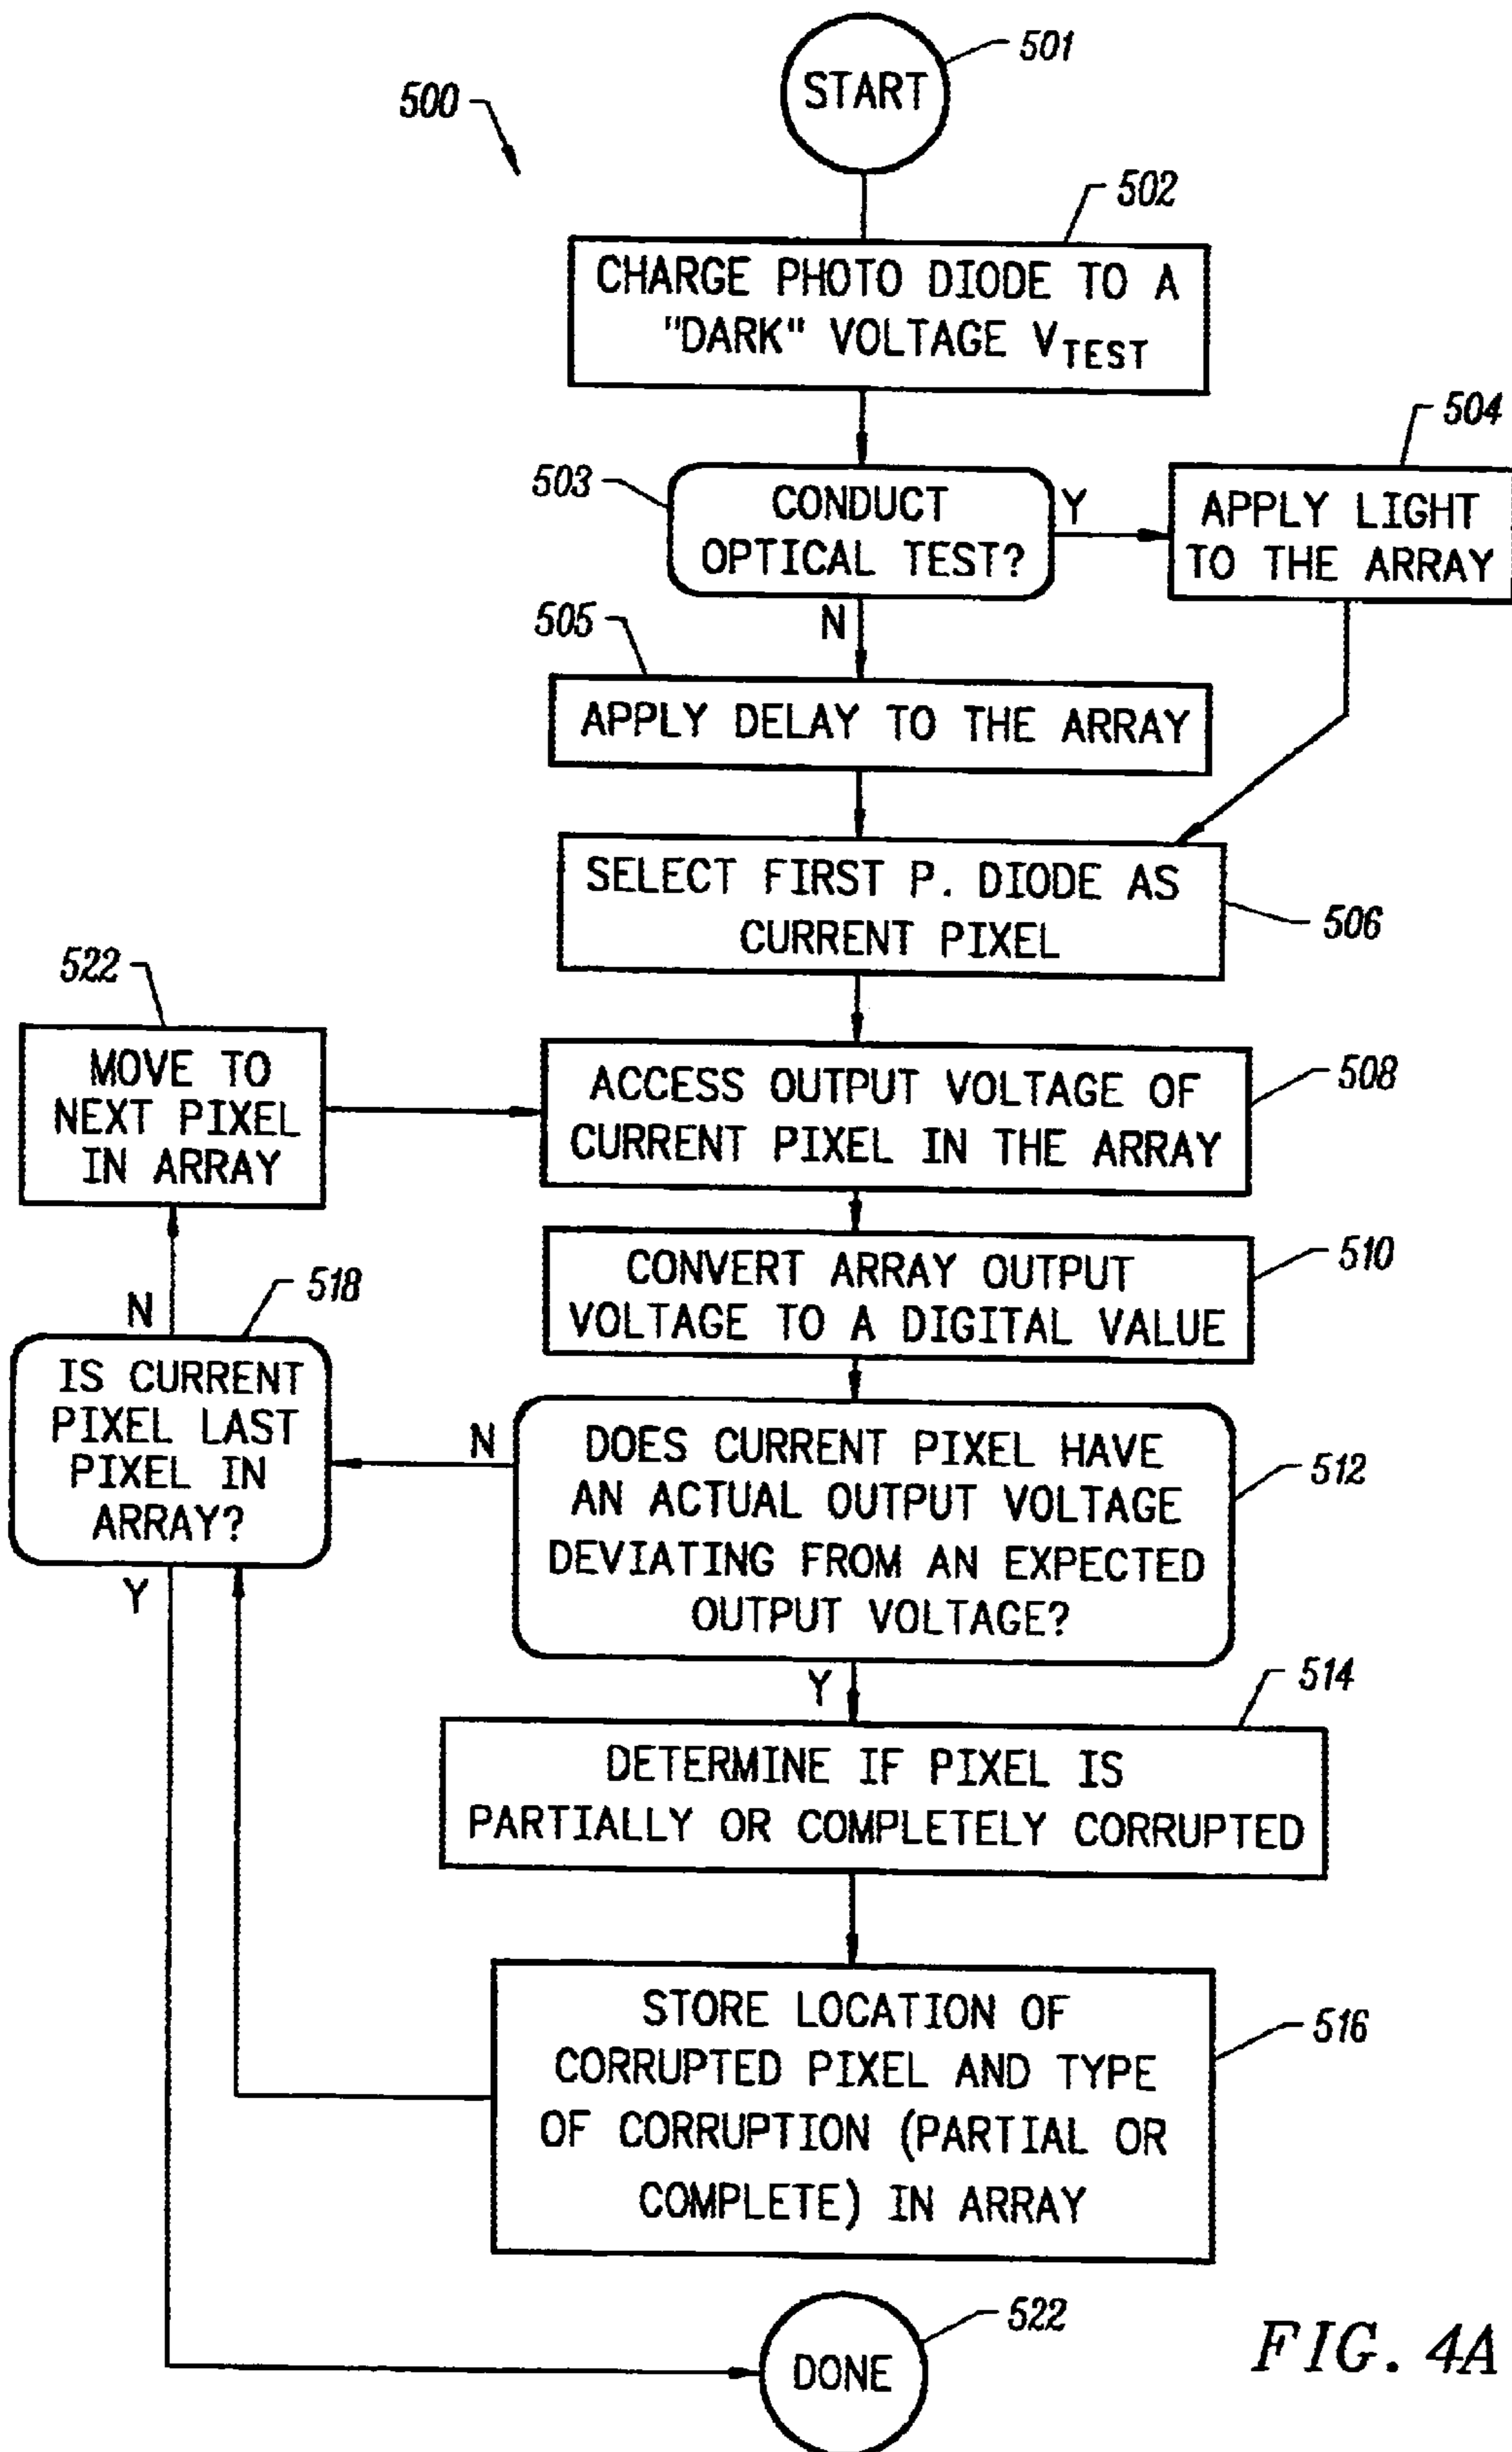 501
START
500
502
CHARGE PHOTO DIODE TO A
"DARK" VOLTAGE VTEST
504
503
CONDUCT
OPTICAL TEST?
Y
APPLY LIGHT
TO THE ARRAY
N
505
APPLY DELAY TO THE ARRAY
SELECT FIRST P. DIODE AS
CURRENT PIXEL
506
522
MOVE TO
NEXT PIXEL
IN ARRAY
ACCESS OUTPUT VOLTAGE OF
CURRENT PIXEL IN THE ARRAY
508
CONVERT ARRAY OUTPUT
VOLTAGE TO A DIGITAL VALUE
510
N
518
IS CURRENT
PIXEL LAST
PIXEL IN
ARRAY?
N
DOES CURRENT PIXEL HAVE
AN ACTUAL OUTPUT VOLTAGE
DEVIATING FROM AN EXPECTED
OUTPUT VOLTAGE?
512
Y
Y
514
DETERMINE IF PIXEL IS
PARTIALLY OR COMPLETELY CORRUPTED
STORE LOCATION OF
CORRUPTED PIXEL AND TYPE
OF CORRUPTION (PARTIAL OR
COMPLETE) IN ARRAY
516
522
DONE
FIG. 4A